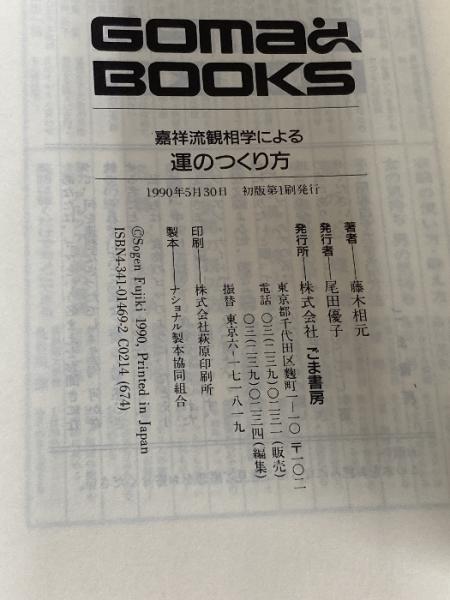 GOMA
BOOKS
嘉祥流観相学による
運のつくり方
1990年5月30日　初版第1刷発行
著者——藤木相元
発行者——尾田優子
発行所——株式会社 ごま書房
東京都千代田区麹町一—一〇 〒一〇二
電話 〇三(二三九)〇二三一(販売)
〇三(二三九)〇二三四(編集)
振替 東京六—一七一八一九
印刷——株式会社萩原印刷所
製本——ナショナル製本協同組合
©Sogen Fujiki 1990, Printed in Japan
ISBN4-341-01469-2 C0214 (674)